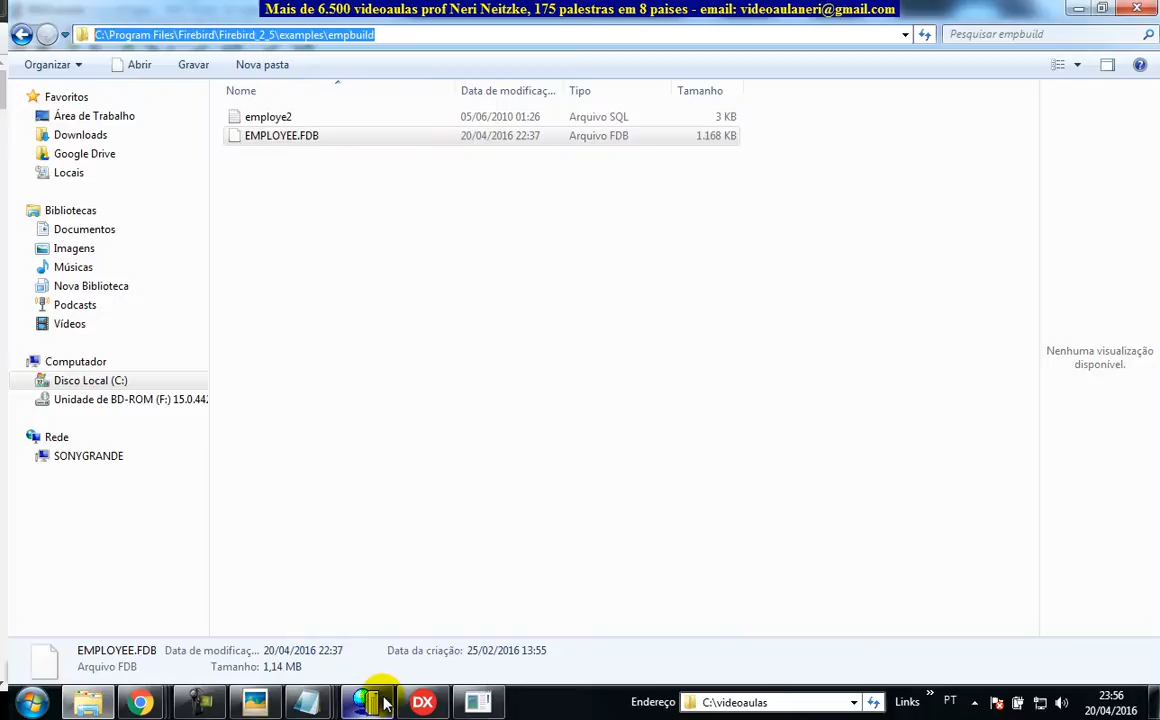 Mais de 6.500 videoaulas prof Neri Neitzke, 175 palestras em 8 paises - email: videoaulaneri@gmail.com
C:\Program Files\Firebird\Firebird_2_5\examples\empbuild
Pesquisar empbuild
Organizar
Abrir
Gravar
Nova pasta
Nome
Data de modificaç...
Tipo
Tamanho
employe2
05/06/2010 01:26
Arquivo SQL
3 KB
EMPLOYEE.FDB
20/04/2016 22:37
Arquivo FDB
1.168 KB
Favoritos
Área de Trabalho
Downloads
Google Drive
Locais
Bibliotecas
Documentos
Imagens
Músicas
Nova Biblioteca
Podcasts
Vídeos
Computador
Disco Local (C:)
Unidade de BD-ROM (F:) 15.0.44
Rede
SONYGRANDE
Nenhuma visualização
disponível.
EMPLOYEE.FDB
Data de modificaç...
20/04/2016 22:37
Data da criação: 25/02/2016 13:55
Arquivo FDB
Tamanho: 1,14 MB
DX
Endereço
C:\videoaulas
Links
PT
23:56
20/04/2016